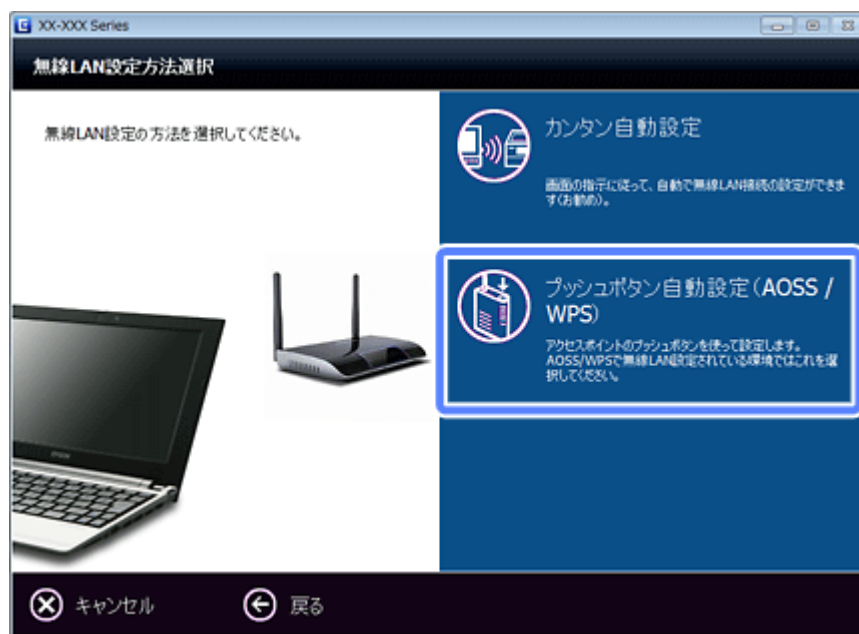 XX-XXX Series
無線LAN設定方法選択
無線LAN設定の方法を選択してください。
カンタン自動設定
画面の指示に従って、自動で無線LAN接続の設定ができま
す(お勧め)。
プッシュボタン自動設定(AOSS /
WPS)
アクセスポイントのプッシュボタンを使って設定します。
AOSS/WPSで無線LAN設定されている環境ではこれを選
択してください。
EPSON
キャンセル
戻る